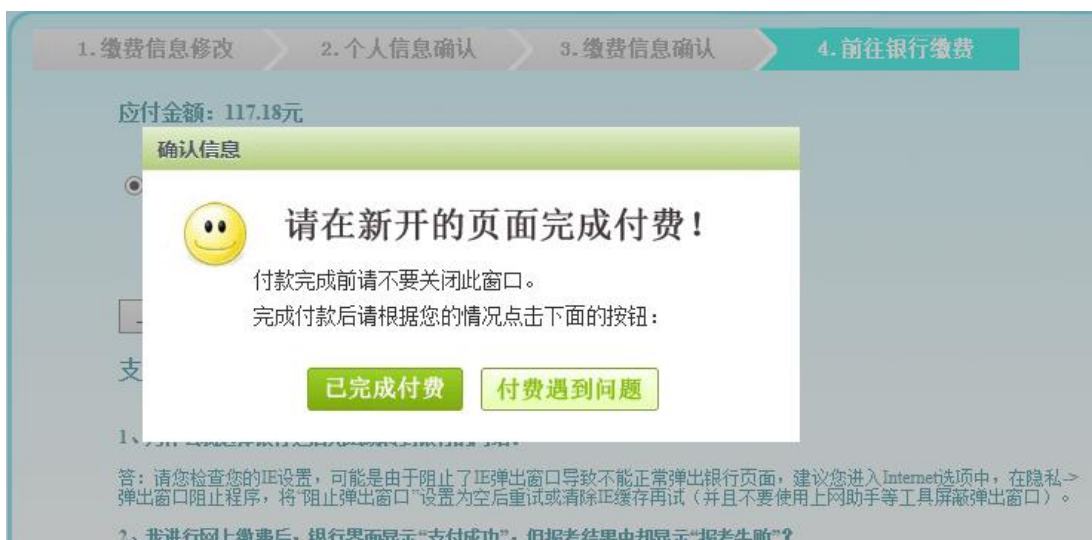 1.缴费信息修改
2.个人信息确认
3.缴费信息确认
4.前往银行缴费
应付金额：117.18元
确认信息
请在新开的页面完成付费！
付款完成前请不要关闭此窗口。
完成付款后请根据您的情况点击下面的按钮：
已完成付费
付费遇到问题
支
1、
答：请您检查您的IE设置，可能是由于阻止了IE弹出窗口导致不能正常弹出银行页面，建议您进入Internet选项中，在隐私->
弹出窗口阻止程序，将“阻止弹出窗口”设置为空后重试或清除IE缓存再试（并且不要使用上网助手等工具屏蔽弹出窗口）。
2、我进行网上缴费后，银行界面显示“支付成功”，但报考结果中却显示“报考失败”？